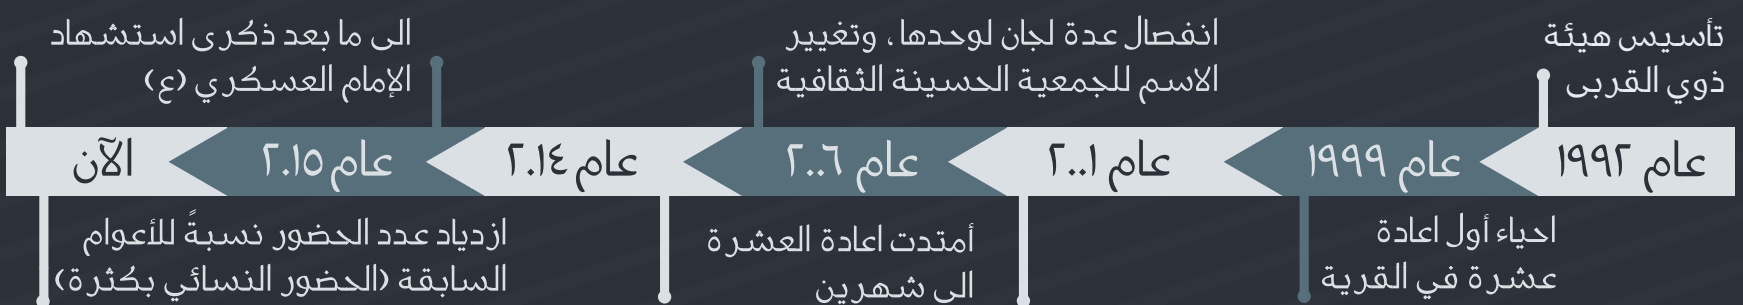 تأسيس هيئة
ذوي القربى
انفصال عدة لجان لوحدها، وتغيير
الاسم للجمعية الحسينة الثقافية
الى ما بعد ذكرى استشهاد
الإمام العسكري (ع)
عام ١٩٩٢
عام ١٩٩٩
عام ٢٠٠١
عام ٢٠٠٦
عام ٢٠١٤
عام ٢٠١٥
الآن
احياء أول اعادة
عشرة في القرية
أمتدت اعادة العشرة
الى شهرين
ازدياد عدد الحضور نسبةً للأعوام
السابقة (الحضور النسائي بكثرة)